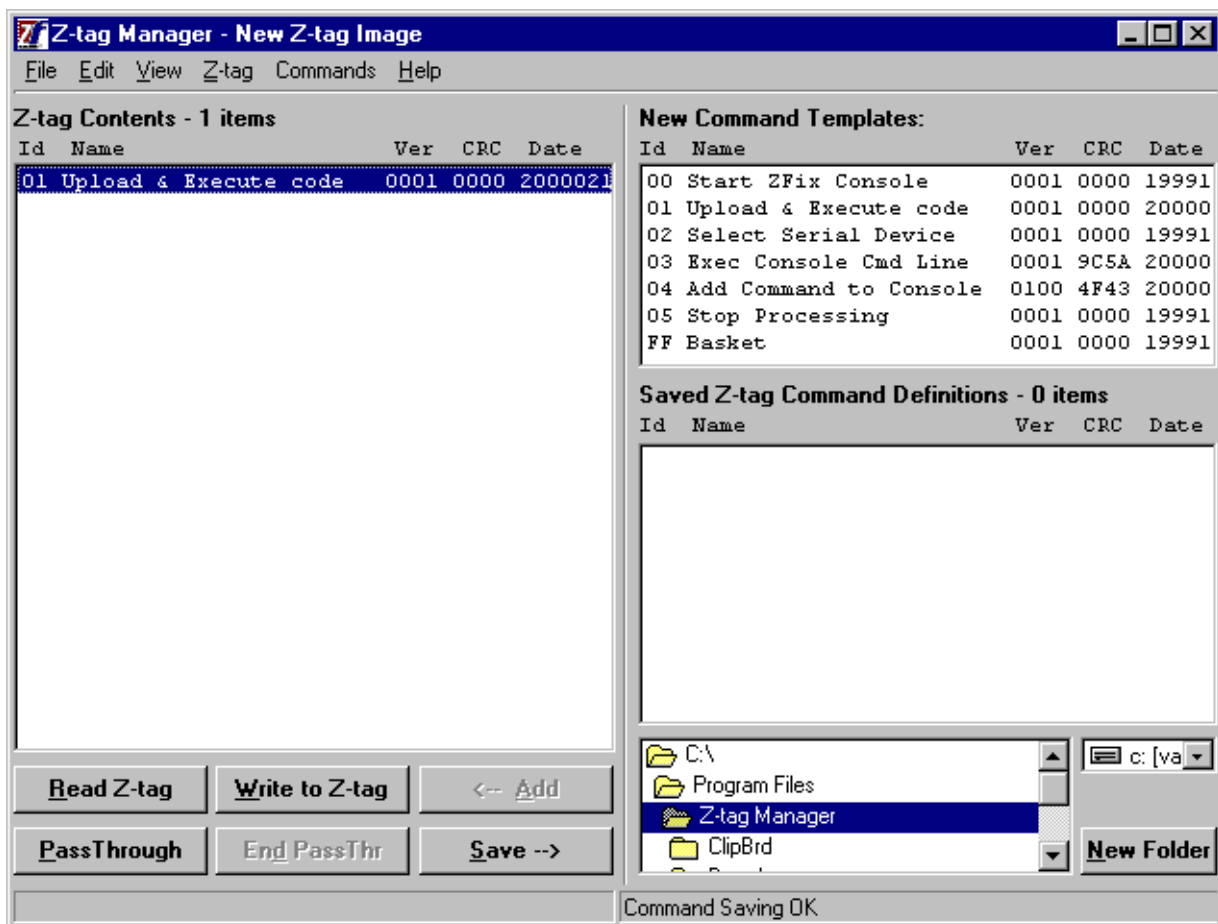 Z-tag Manager - New Z-tag Image
File Edit View Z-tag Commands Help
Z-tag Contents - 1 items
Id Name Ver CRC Date
01 Upload & Execute code 0001 0000 2000021
Read Z-tag Write to Z-tag <-- Add
PassThrough End PassThr Save -->
New Command Templates:
Id Name Ver CRC Date
00 Start ZFix Console 0001 0000 19991
01 Upload & Execute code 0001 0000 20000
02 Select Serial Device 0001 0000 19991
03 Exec Console Cmd Line 0001 9C5A 20000
04 Add Command to Console 0100 4F43 20000
05 Stop Processing 0001 0000 19991
FF Basket 0001 0000 19991
Saved Z-tag Command Definitions - 0 items
Id Name Ver CRC Date
C:\
Program Files
Z-tag Manager
ClipBrd
c: [va
New Folder
Command Saving OK